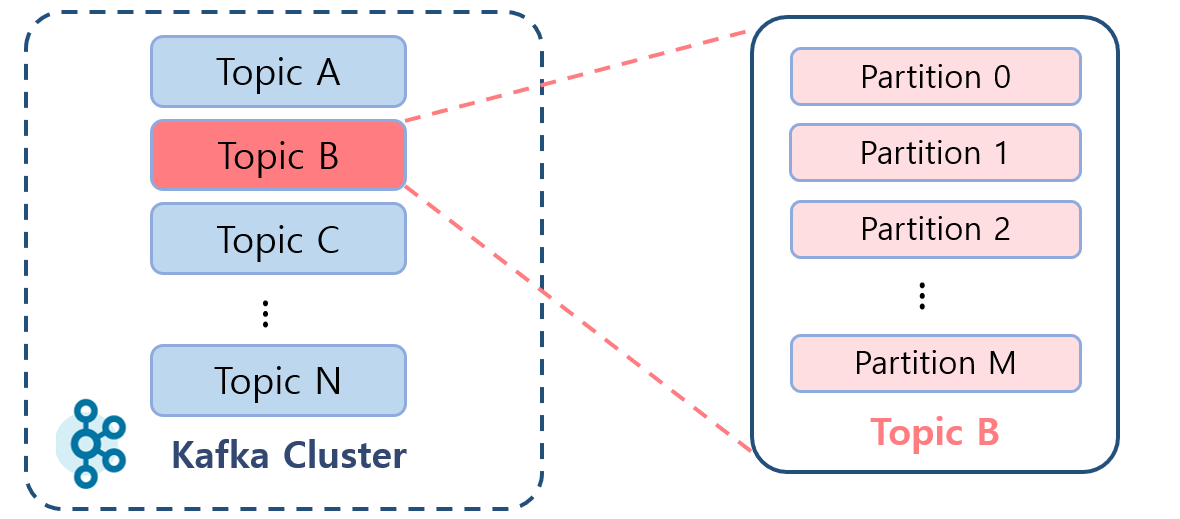 Topic A
Topic B
Topic C
⋮
Topic N
Kafka Cluster
Partition 0
Partition 1
Partition 2
⋮
Partition M
Topic B